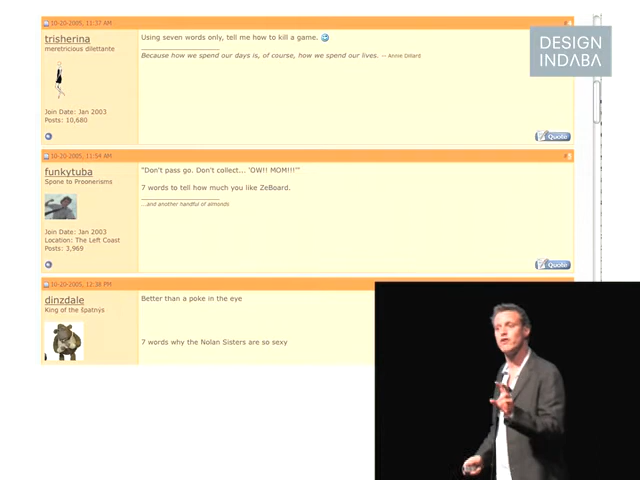 10-20-2005, 11:37 AM
DESIGN
INDABA
trisherina
meretricious dilettante
Join Date: Jan 2003
Posts: 10,680
Using seven words only, tell me how to kill a game.
Because how we spend our days is, of course, how we spend our lives. — Annie Dillard
Quote
10-20-2005, 11:54 AM
funkytuba
Spone to Proonerisms
Join Date: Jan 2003
Location: The Left Coast
Posts: 3,969
"Don't pass go. Don't collect... 'OW!! MOM!!!'"
7 words to tell how much you like ZeBoard.
...and another handful of almonds
Quote
10-20-2005, 12:38 PM
dinzdale
King of the špatnýs
Better than a poke in the eye
7 words why the Nolan Sisters are so sexy